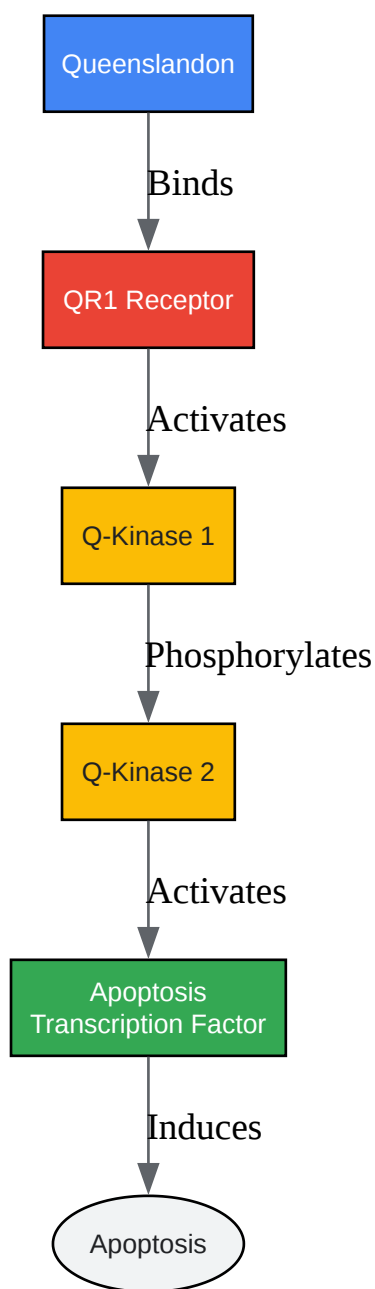 Queenslandon
Binds
QR1 Receptor
Activates
Q-Kinase 1
Phosphorylates
Q-Kinase 2
Activates
Apoptosis
Transcription Factor
Induces
Apoptosis